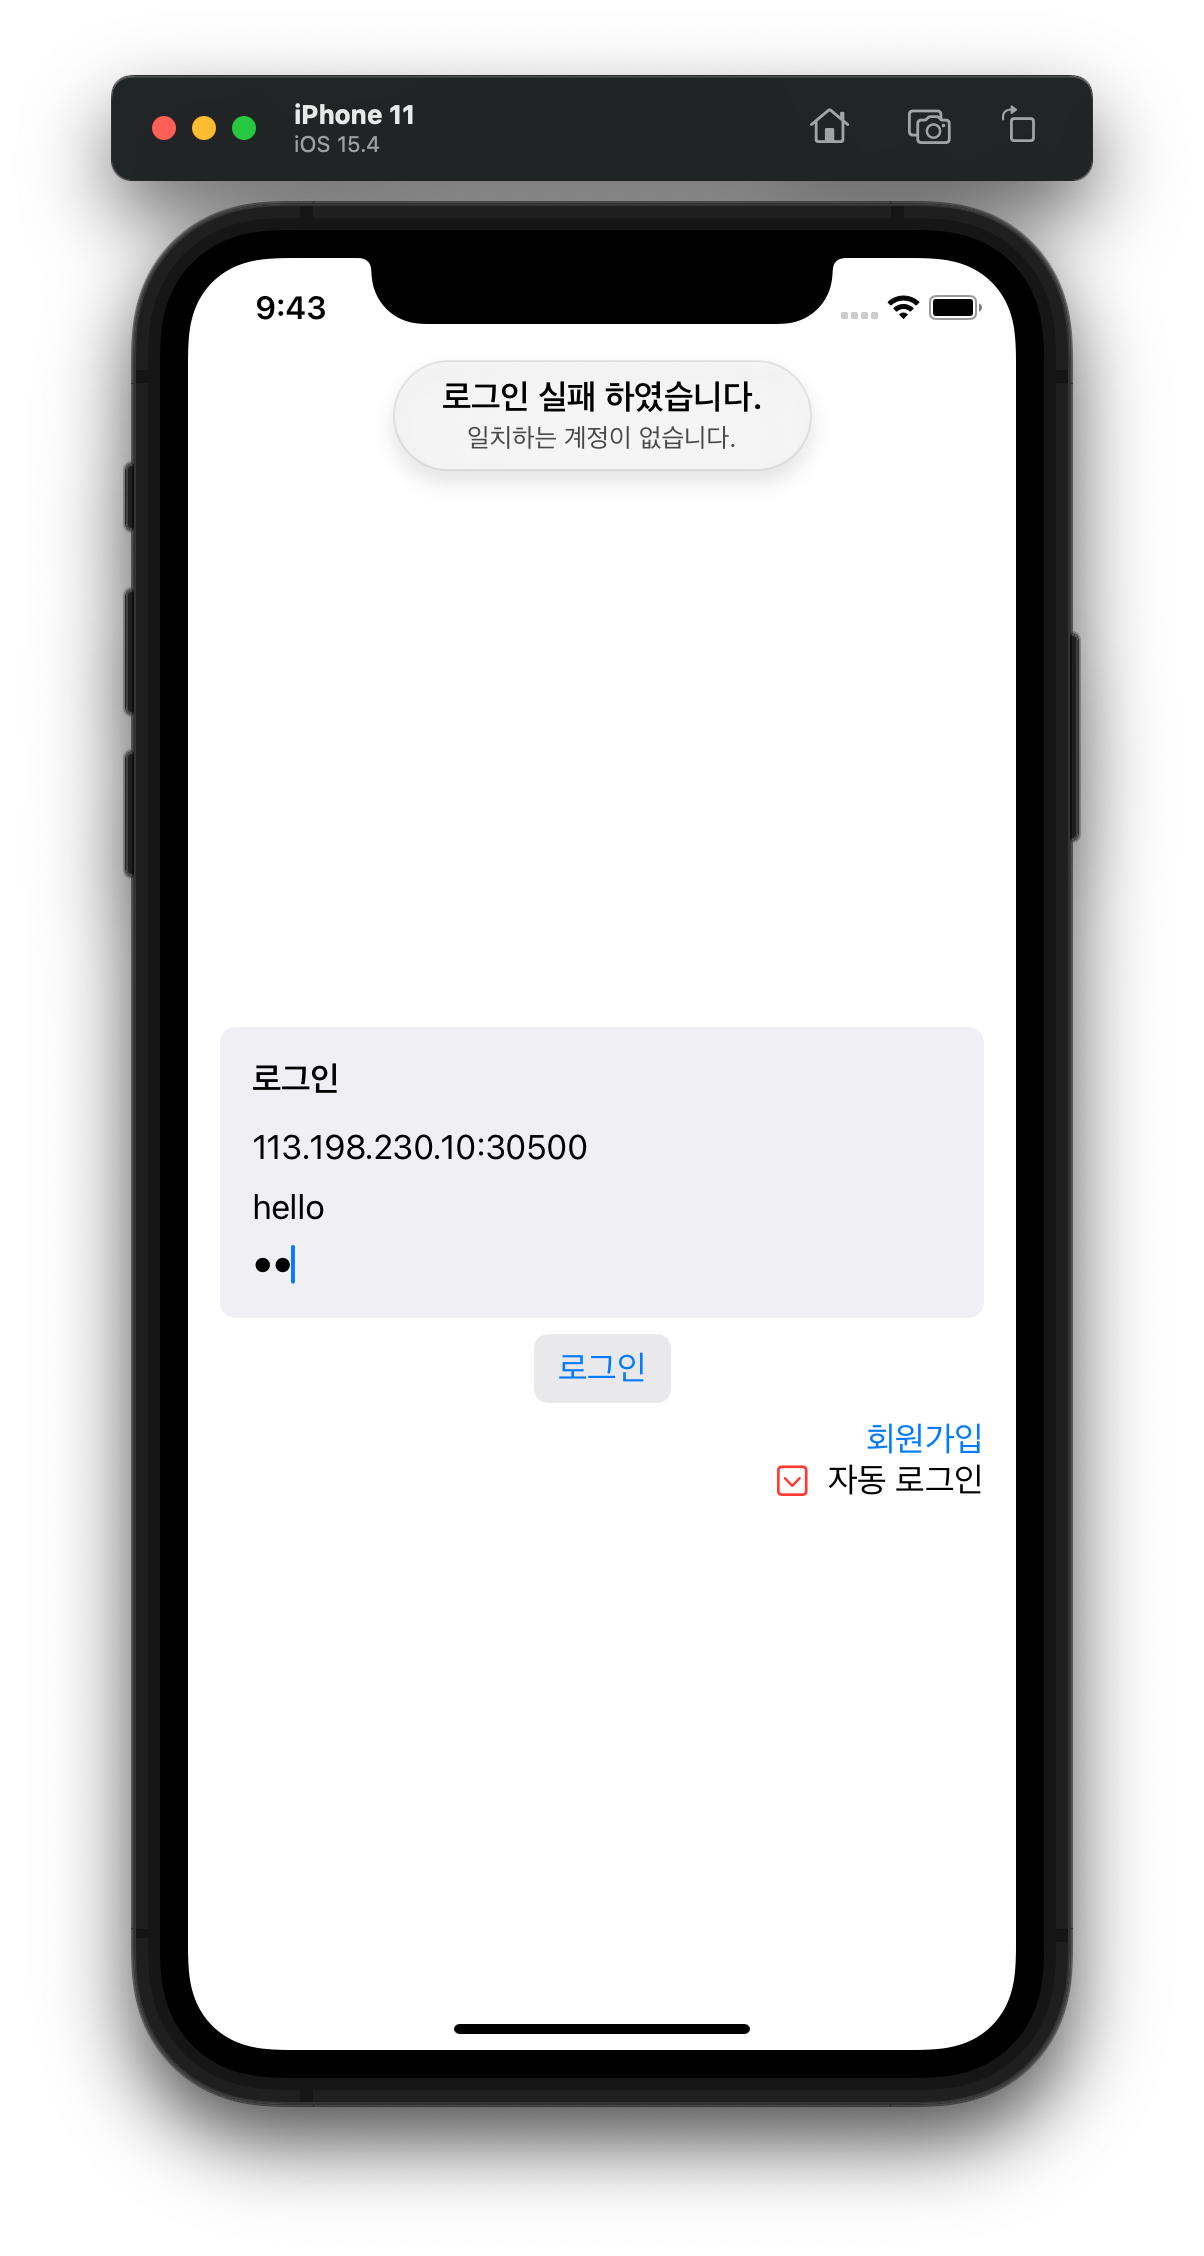 iPhone 11
iOS 15.4
9:43
로그인 실패 하였습니다.
일치하는 계정이 없습니다.
로그인
113.198.230.10:30500
hello
●●
로그인
회원가입
자동 로그인